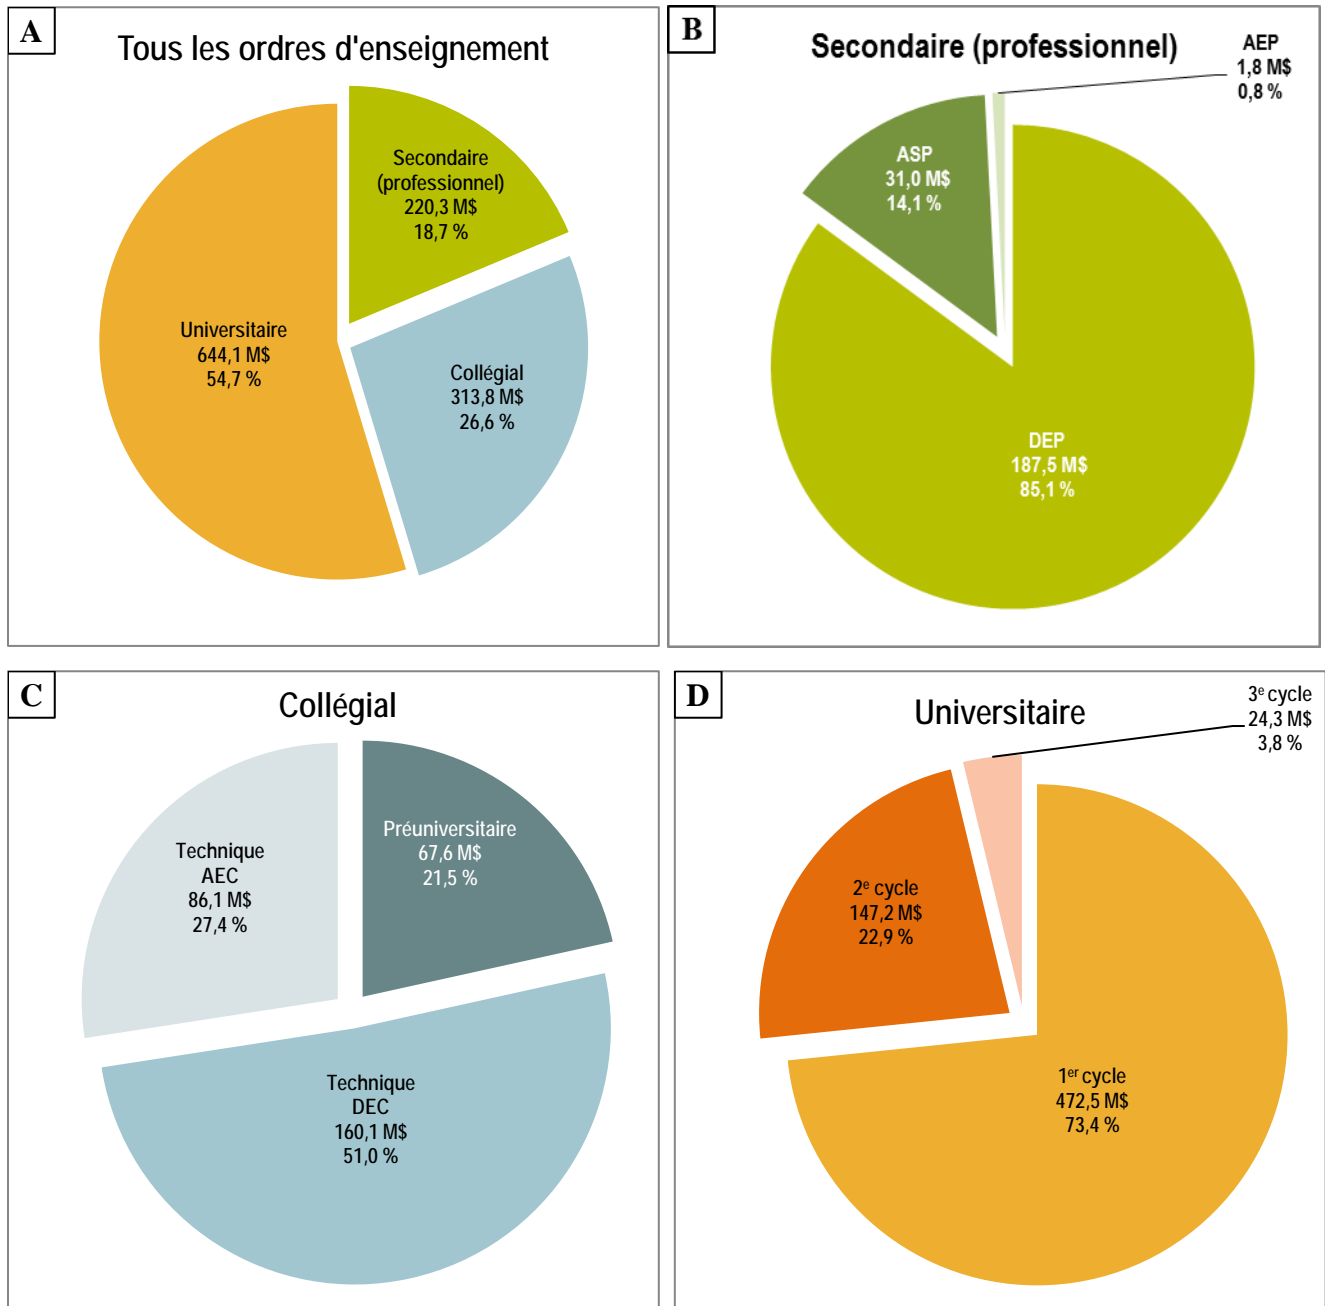 A
Tous les ordres d'enseignement
Secondaire
(professionnel)
220,3 M$
18,7 %
Universitaire
644,1 M$
54,7 %
Collégial
313,8 M$
26,6 %
B
Secondaire (professionnel)
AEP
1,8 M$
0,8 %
ASP
31,0 M$
14,1 %
DEP
187,5 M$
85,1 %
C
Collégial
Préuniversitaire
67,6 M$
21,5 %
Technique
AEC
86,1 M$
27,4 %
Technique
DEC
160,1 M$
51,0 %
D
Universitaire
3e cycle
24,3 M$
3,8 %
2e cycle
147,2 M$
22,9 %
1er cycle
472,5 M$
73,4 %